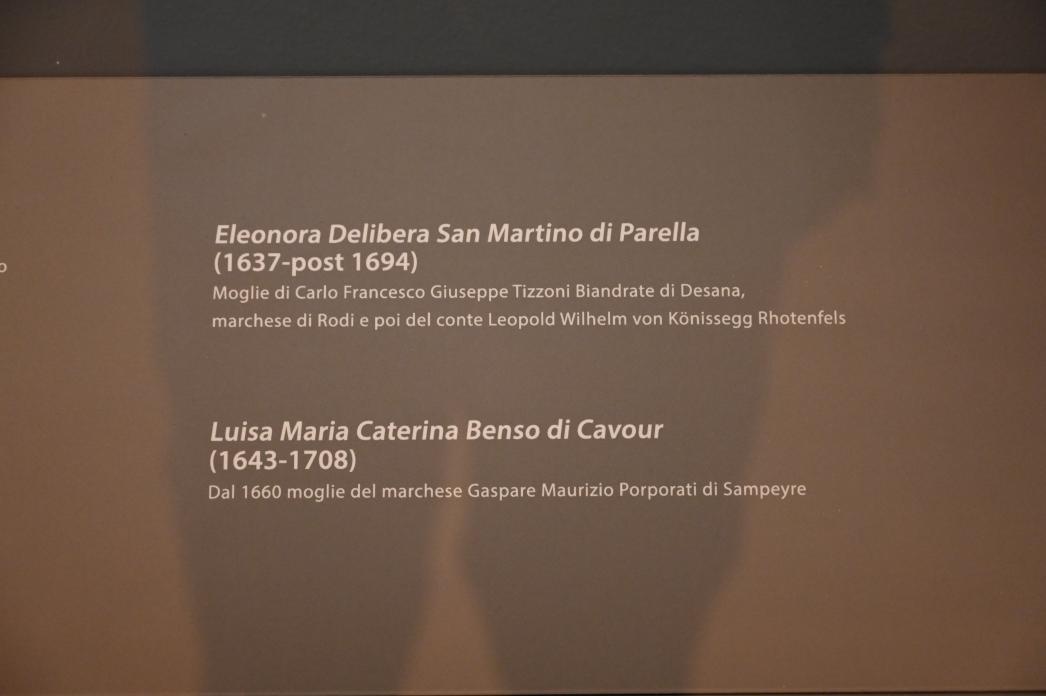 Eleonora Delibera San Martino di Parella
(1637-post 1694)
Moglie di Carlo Francesco Giuseppe Tizzoni Biandrate di Desana,
marchese di Rodi e poi del conte Leopold Wilhelm von Könissegg Rhotenfels
Luisa Maria Caterina Benso di Cavour
(1643-1708)
Dal 1660 moglie del marchese Gaspare Maurizio Porporati di Sampeyre